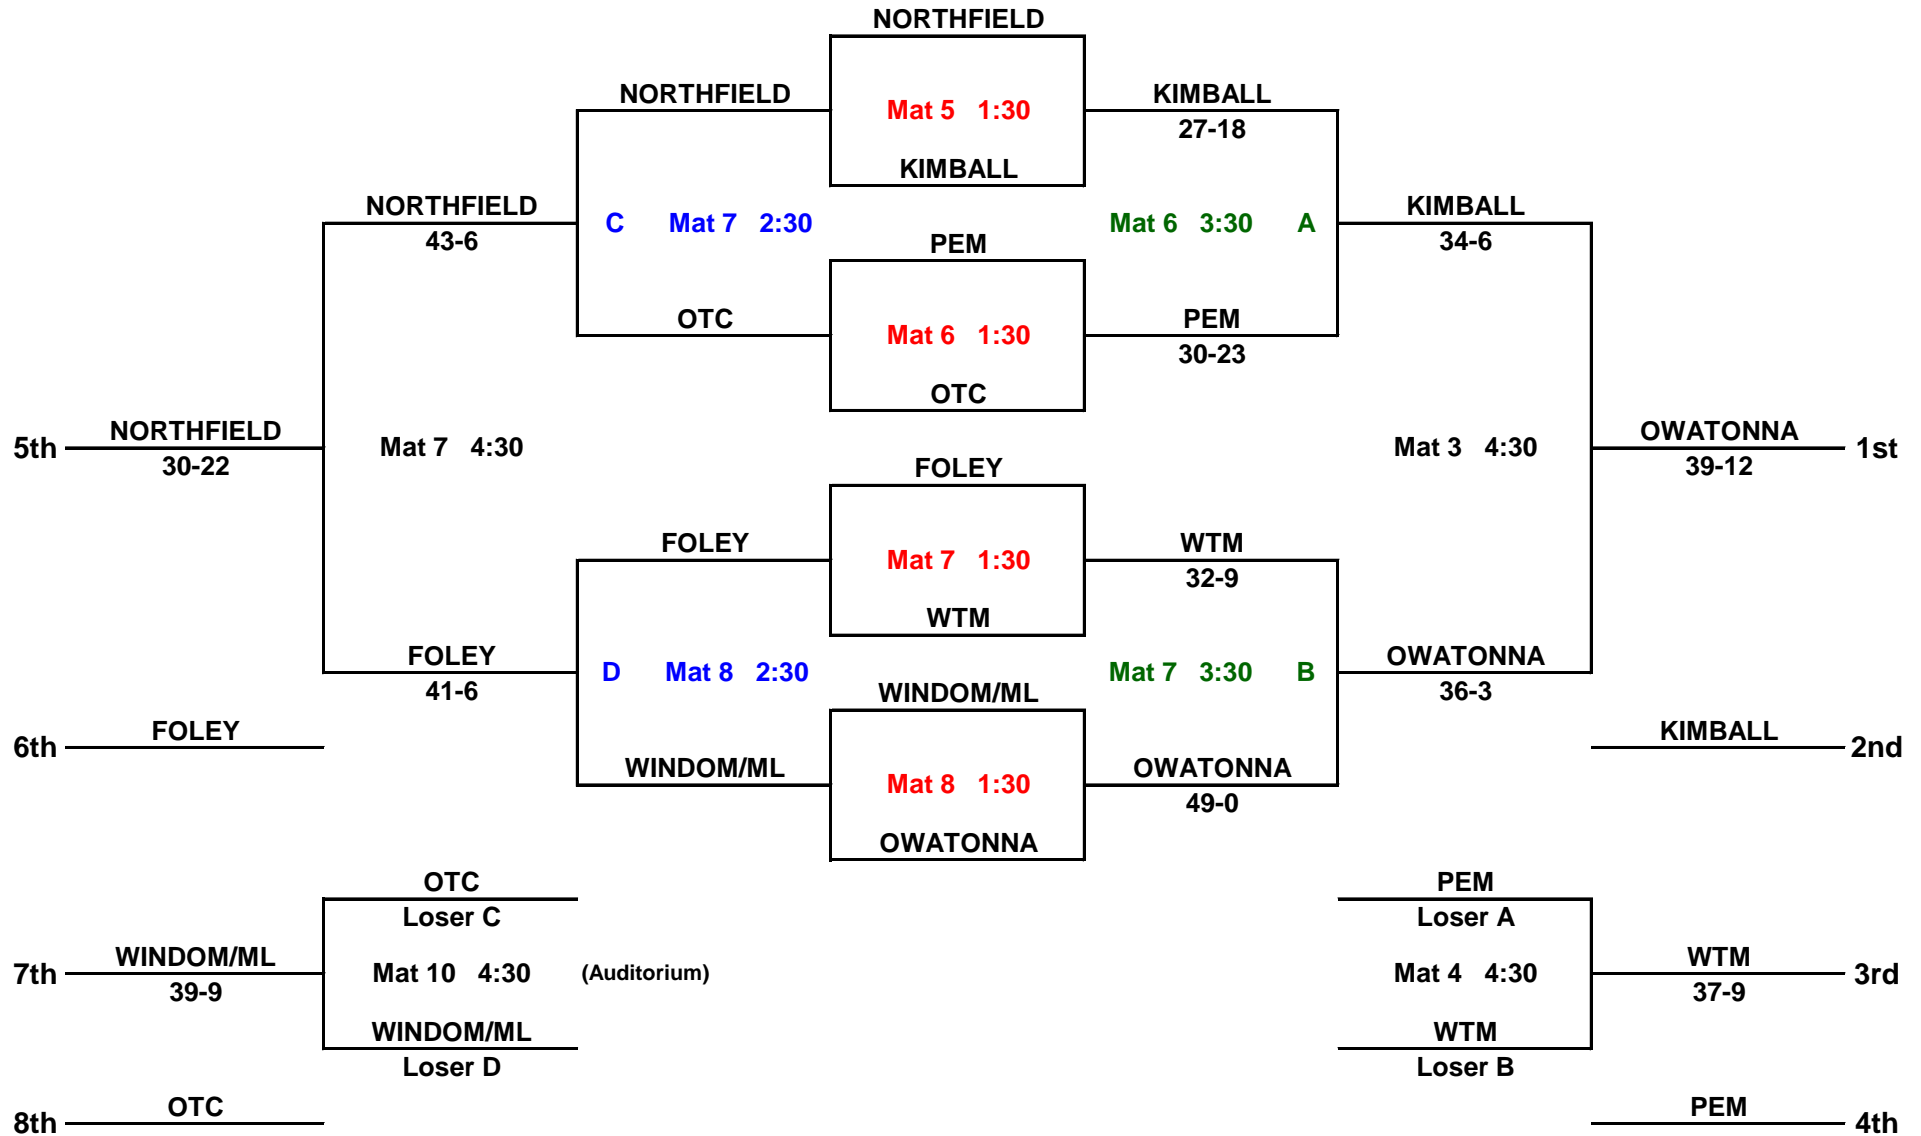 NORTHFIELD
NORTHFIELD
KIMBALL
Mat 5 1:30
27-18
KIMBALL
NORTHFIELD
KIMBALL
43-6
C Mat 7 2:30
Mat 6 3:30 A
34-6
PEM
OTC
PEM
Mat 6 1:30
30-23
OTC
NORTHFIELD
OWATONNA
5th
Mat 7 4:30
Mat 3 4:30
1st
30-22
39-12
FOLEY
FOLEY
WTM
Mat 7 1:30
32-9
WTM
FOLEY
OWATONNA
D Mat 8 2:30
Mat 7 3:30 B
41-6
36-3
WINDOM/ML
FOLEY
KIMBALL
6th
2nd
WINDOM/ML
OWATONNA
Mat 8 1:30
49-0
OWATONNA
OTC
PEM
Loser C
Loser A
WINDOM/ML
WTM
7th
Mat 10 4:30 (Auditorium)
Mat 4 4:30
3rd
39-9
37-9
WINDOM/ML
WTM
Loser D
Loser B
OTC
PEM
8th
4th